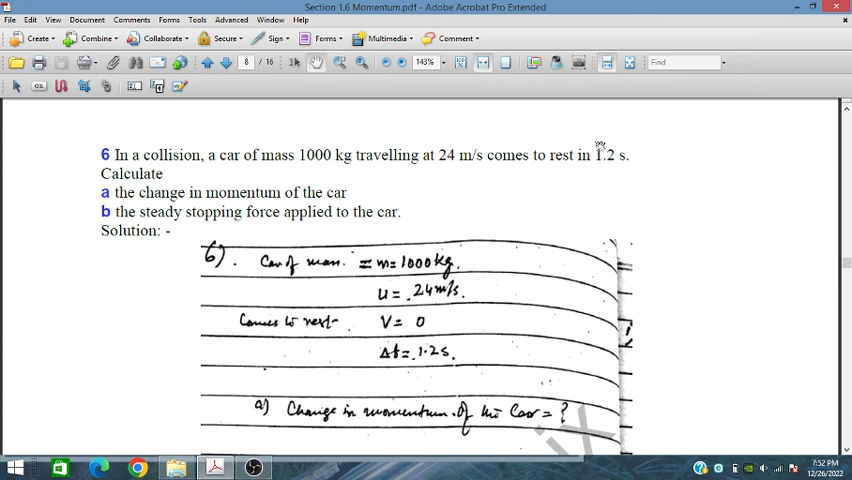 Section 1.6 Momentum.pdf - Adobe Acrobat Pro Extended
File Edit View Document Comments Forms Tools Advanced Window Help
Create Combine Collaborate Secure Sign Forms Multimedia Comment
8 / 16 143% Find
6 In a collision, a car of mass 1000 kg travelling at 24 m/s comes to rest in 1.2 s.
Calculate
a the change in momentum of the car
b the steady stopping force applied to the car.
Solution: -
6). Car of mass. = m = 1000 kg.
u = 24 m/s.
Comes to rest V = 0
Δt = 1.2 s.
a) Change in momentum of the Car = ?
ix
7:52 PM
12/26/2022